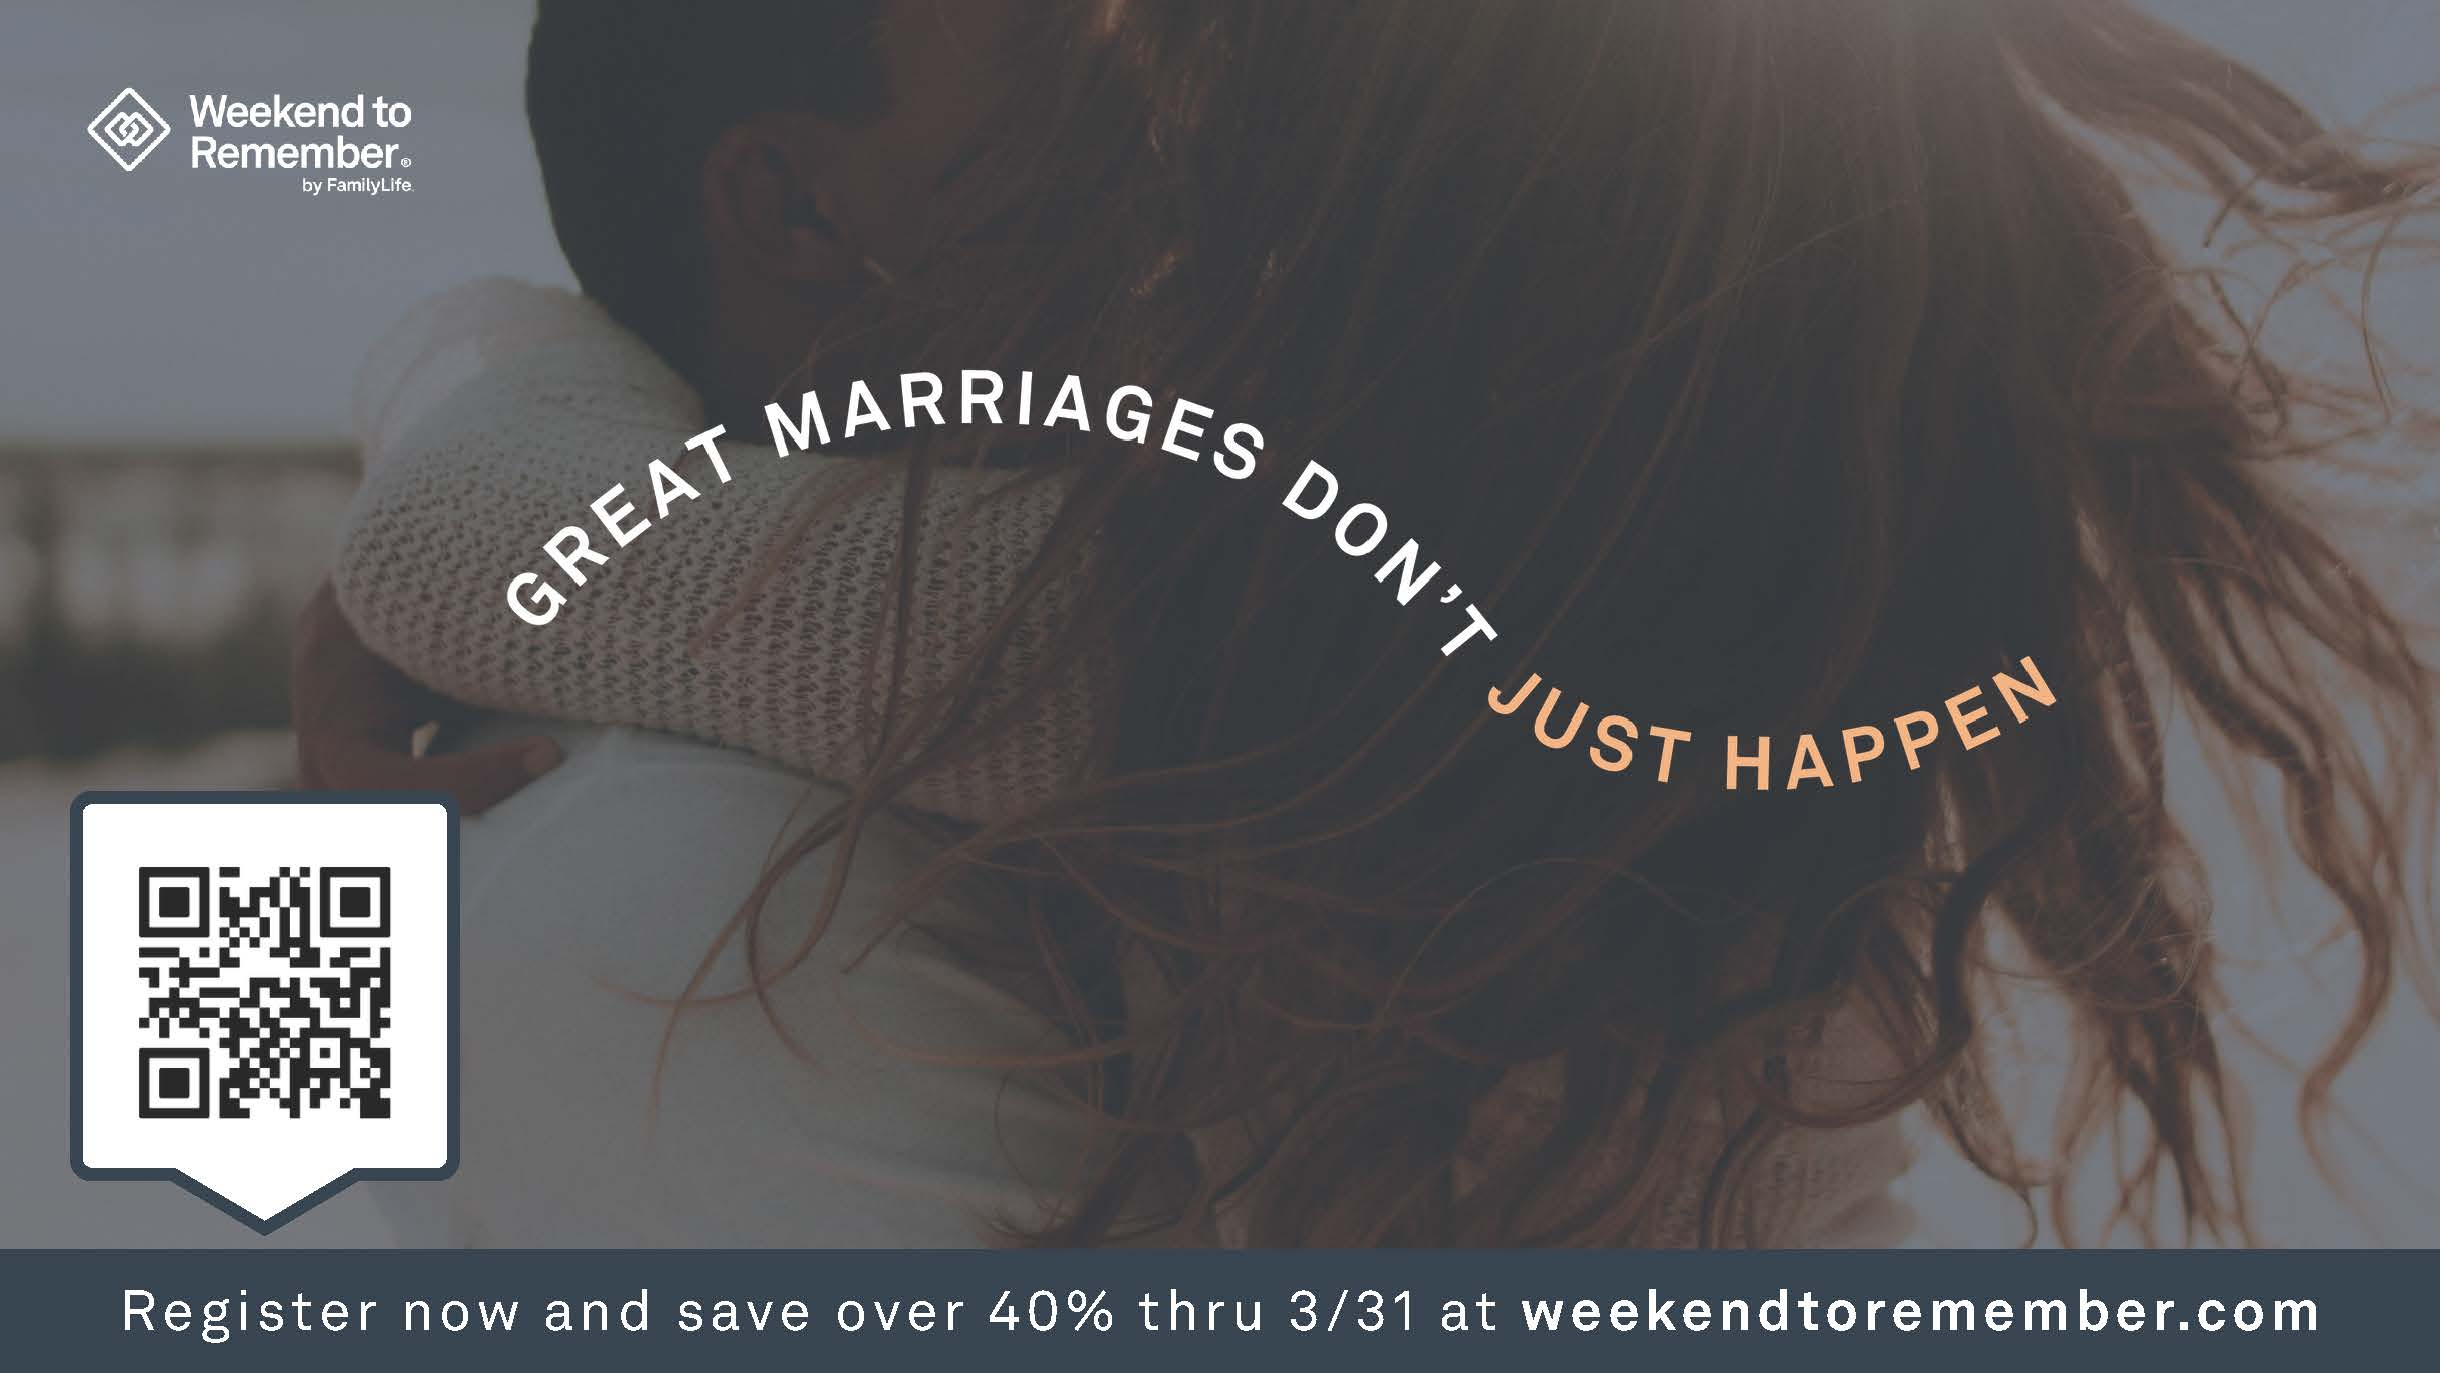 Weekend to
Remember®
by FamilyLife
GREAT MARRIAGES DON’T JUST HAPPEN
Register now and save over 40% thru 3/31 at weekendtoremember.com